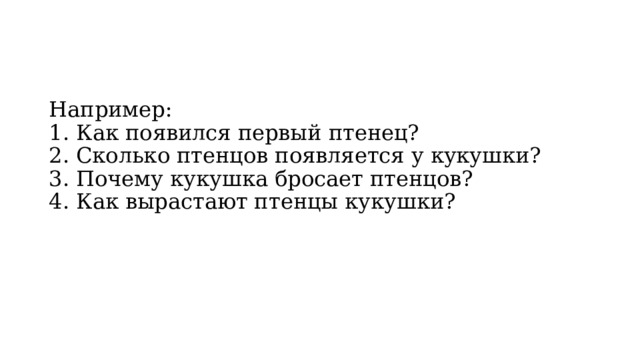 Например:
1. Как появился первый птенец?
2. Сколько птенцов появляется у кукушки?
3. Почему кукушка бросает птенцов?
4. Как вырастают птенцы кукушки?